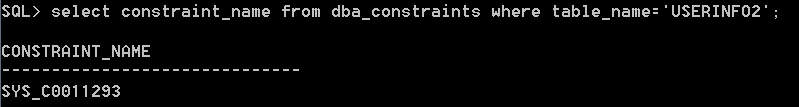 SQL> select constraint_name from dba_constraints where table_name='USERINFO2';
CONSTRAINT_NAME
------------------------------
SYS_C0011293